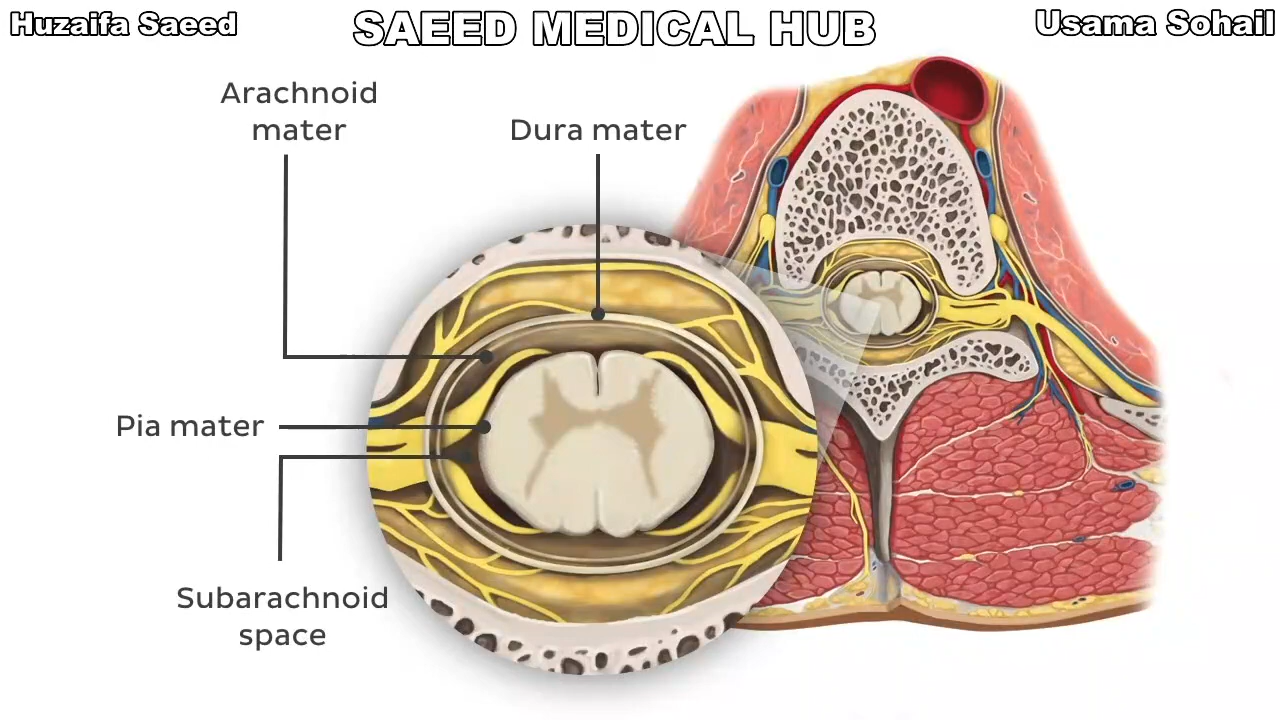 Huzaifa Saeed
SAEED MEDICAL HUB
Usama Sohail
Arachnoid
mater
Dura mater
Pia mater
Subarachnoid
space